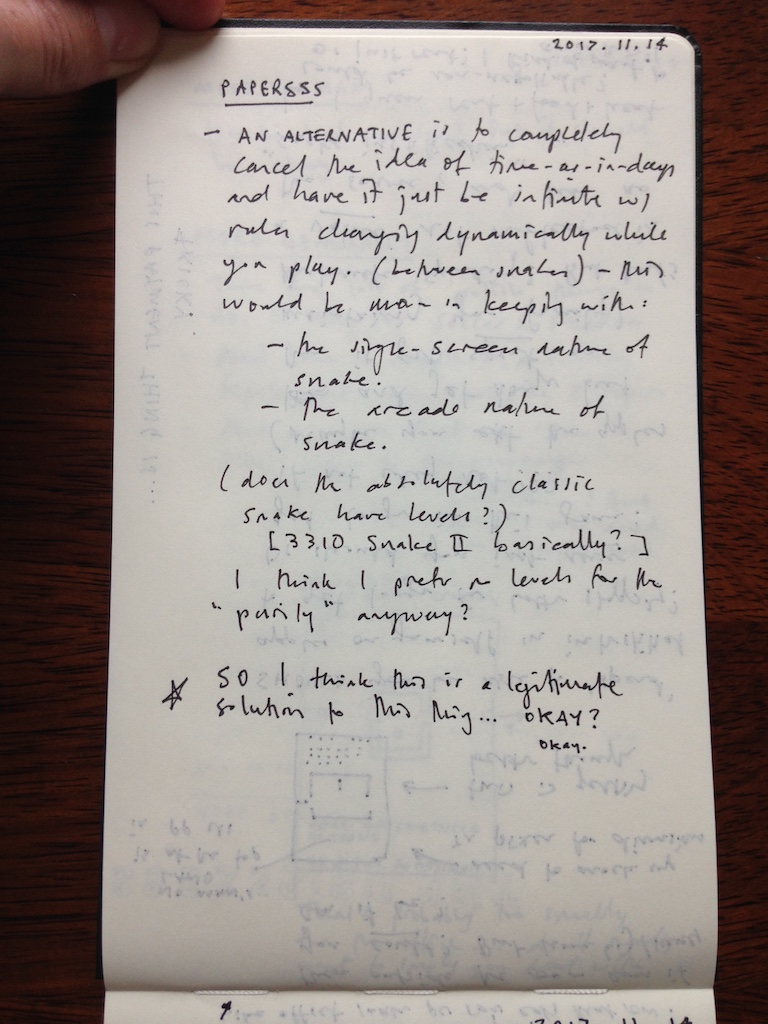 2017.11.14
PAPERSSS
- AN ALTERNATIVE is to completely
cancel the idea of time-as-in-days
and have it just be infinite w/
rules changing dynamically while
you play. (between snakes) - this
would be more in keeping with:
- the single-screen nature of
snake.
- the arcade nature of
snake.
(does the absolutely classic
snake have levels?)
[3310 Snake II basically?]
I think I prefer no levels for the
"purity" anyway?
SO I think this is a legitimate
solution to this thing... OKAY?
okay.